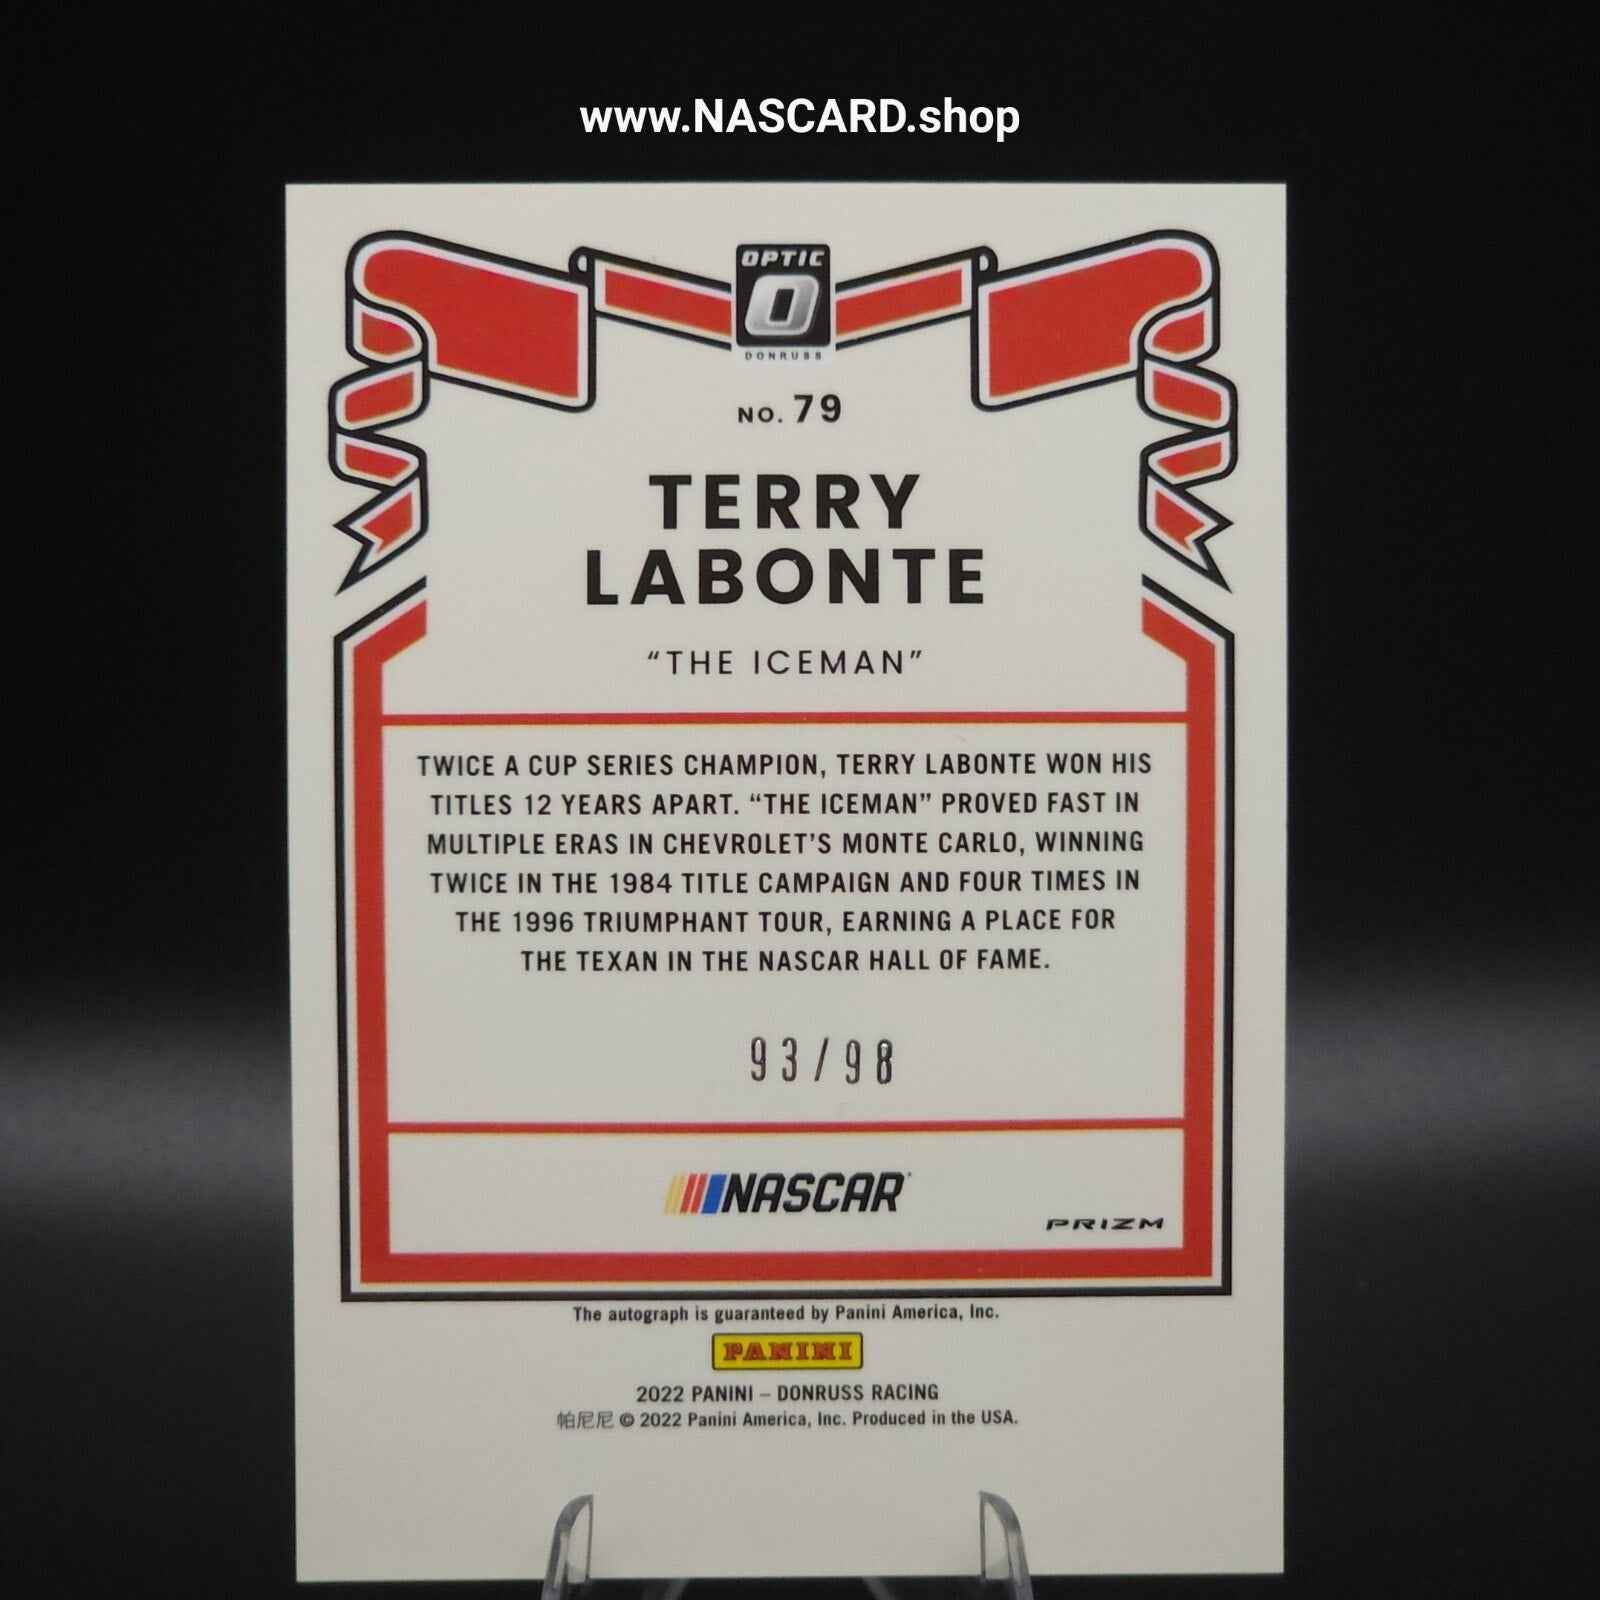 www.NASCARD.shop
OPTIC
DONRUSS
NO. 79
TERRY
LABONTE
“THE ICEMAN”
TWICE A CUP SERIES CHAMPION, TERRY LABONTE WON HIS
TITLES 12 YEARS APART. “THE ICEMAN” PROVED FAST IN
MULTIPLE ERAS IN CHEVROLET’S MONTE CARLO, WINNING
TWICE IN THE 1984 TITLE CAMPAIGN AND FOUR TIMES IN
THE 1996 TRIUMPHANT TOUR, EARNING A PLACE FOR
THE TEXAN IN THE NASCAR HALL OF FAME.
93/98
NASCAR
PRIZM
The autograph is guaranteed by Panini America, Inc.
PANINI
2022 PANINI – DONRUSS RACING
帕尼尼 © 2022 Panini America, Inc. Produced in the USA.